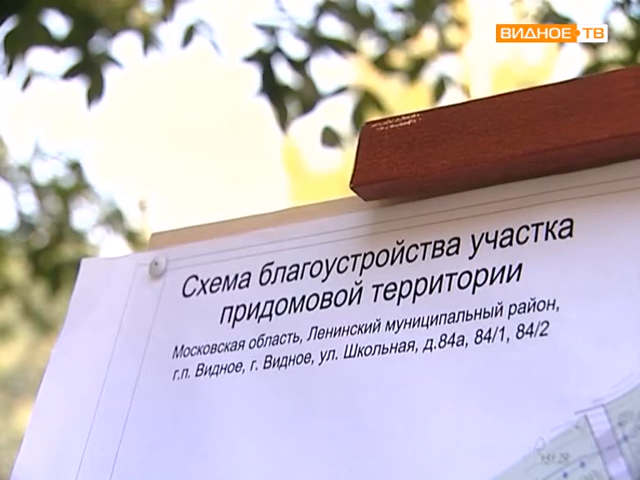 ВИДНОЕ ТВ
Схема благоустройства участка
придомовой территории
Московская область, Ленинский муниципальный район,
г.п. Видное, г. Видное, ул. Школьная, д.84а, 84/1, 84/2